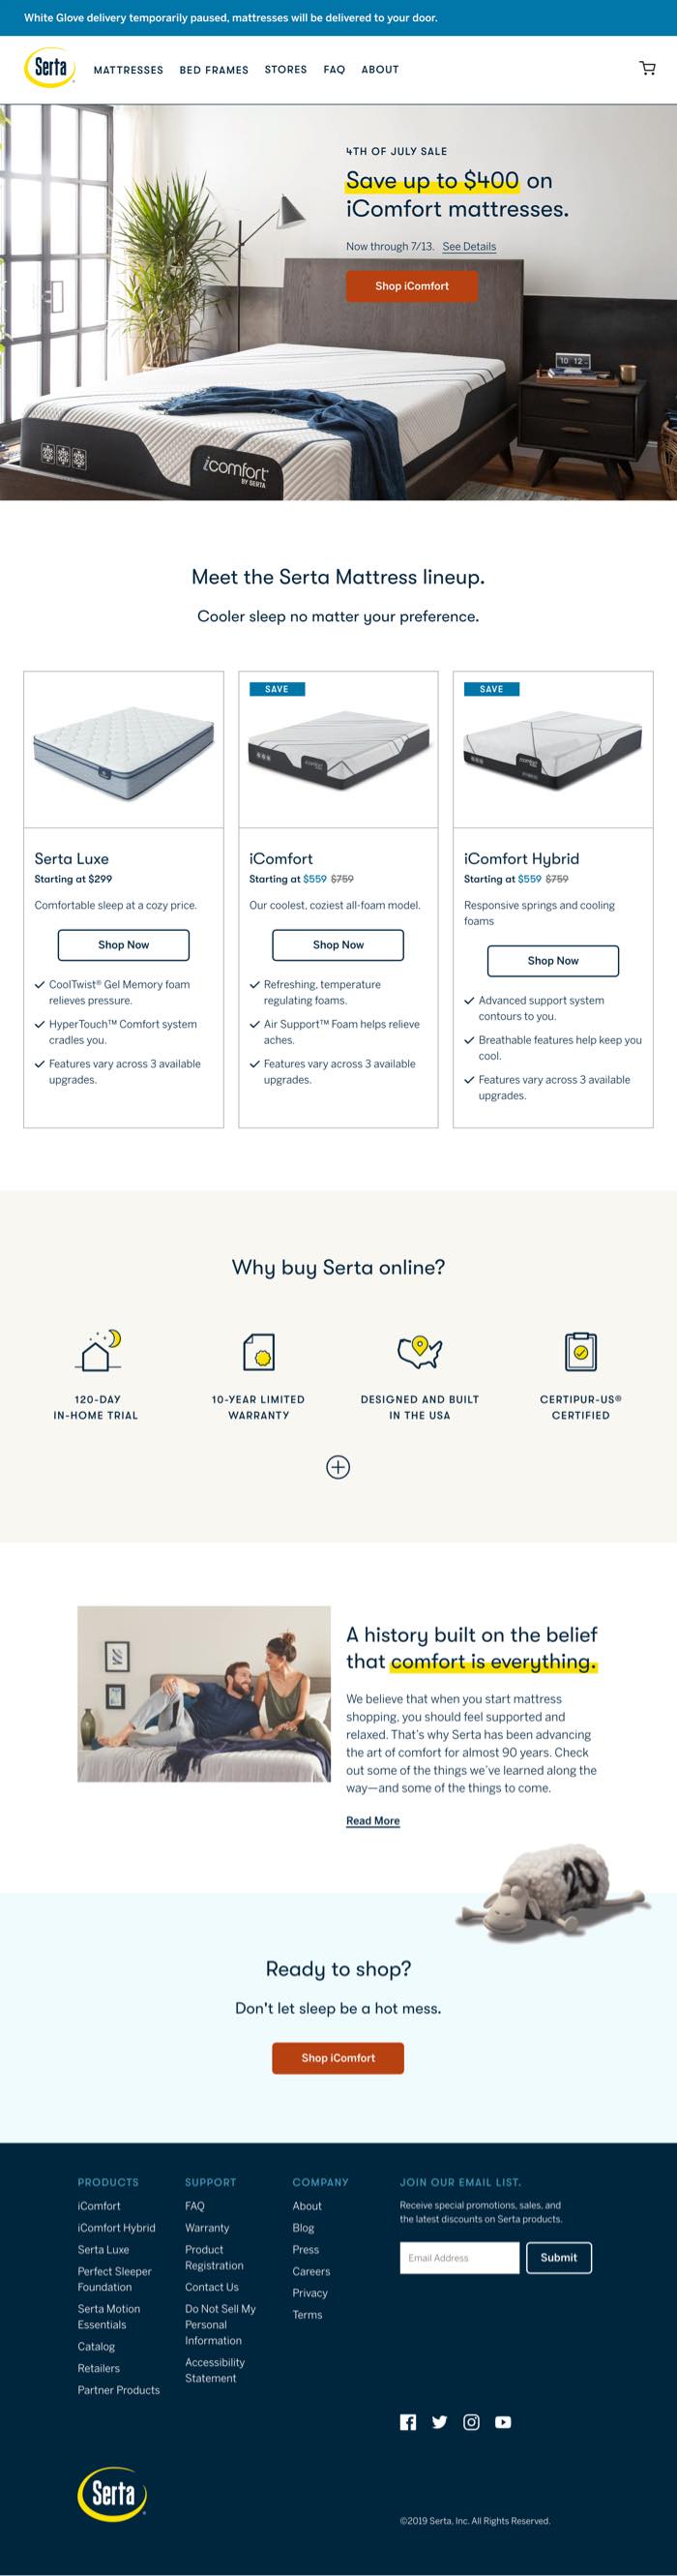 White Glove delivery temporarily paused, mattresses will be delivered to your door.
Serta
MATTRESSES BED FRAMES STORES FAQ ABOUT
4TH OF JULY SALE
Save up to $400 on
iComfort mattresses.
Now through 7/13. See Details
Shop iComfort
10 12
icomfort
BY SERTA
Meet the Serta Mattress lineup.
Cooler sleep no matter your preference.
Serta Luxe
Starting at $299
Comfortable sleep at a cozy price.
Shop Now
CoolTwist® Gel Memory foam
relieves pressure.
HyperTouch™ Comfort system
cradles you.
Features vary across 3 available
upgrades.
SAVE
icomfort
iComfort
Starting at $559 $759
Our coolest, coziest all-foam model.
Shop Now
Refreshing, temperature
regulating foams.
Air Support™ Foam helps relieve
aches.
Features vary across 3 available
upgrades.
SAVE
icomfort
HYBRID
iComfort Hybrid
Starting at $559 $759
Responsive springs and cooling
foams
Shop Now
Advanced support system
contours to you.
Breathable features help keep you
cool.
Features vary across 3 available
upgrades.
Why buy Serta online?
120-DAY
IN-HOME TRIAL
10-YEAR LIMITED
WARRANTY
DESIGNED AND BUILT
IN THE USA
CERTIPUR-US®
CERTIFIED
A history built on the belief
that comfort is everything.
We believe that when you start mattress
shopping, you should feel supported and
relaxed. That's why Serta has been advancing
the art of comfort for almost 90 years. Check
out some of the things we've learned along the
way—and some of the things to come.
Read More
Ready to shop?
Don't let sleep be a hot mess.
Shop iComfort
PRODUCTS
iComfort
iComfort Hybrid
Serta Luxe
Perfect Sleeper
Foundation
Serta Motion
Essentials
Catalog
Retailers
Partner Products
SUPPORT
FAQ
Warranty
Product
Registration
Contact Us
Do Not Sell My
Personal
Information
Accessibility
Statement
COMPANY
About
Blog
Press
Careers
Privacy
Terms
JOIN OUR EMAIL LIST.
Receive special promotions, sales, and
the latest discounts on Serta products.
Email Address
Submit
Serta
©2019 Serta, Inc. All Rights Reserved.